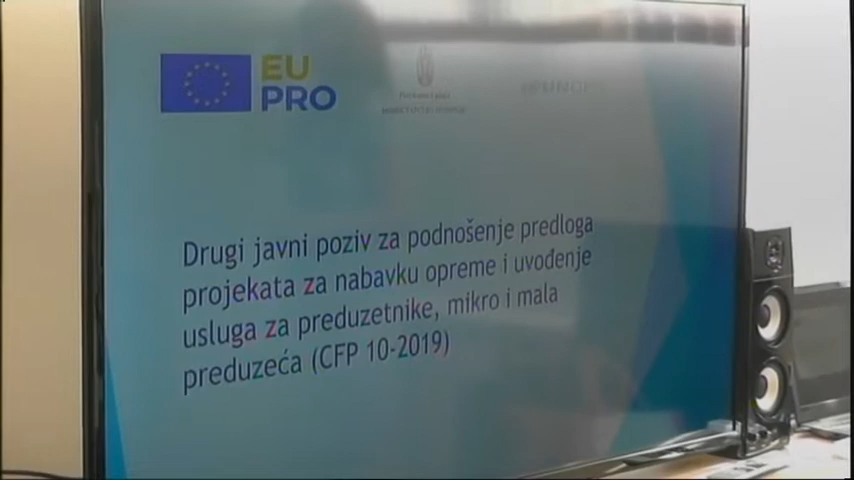 EU
PRO
UNOPS
Drugi javni poziv za podnošenje predloga
projekata za nabavku opreme i uvođenje
usluga za preduzetnike, mikro i mala
preduzeća (CFP 10-2019)